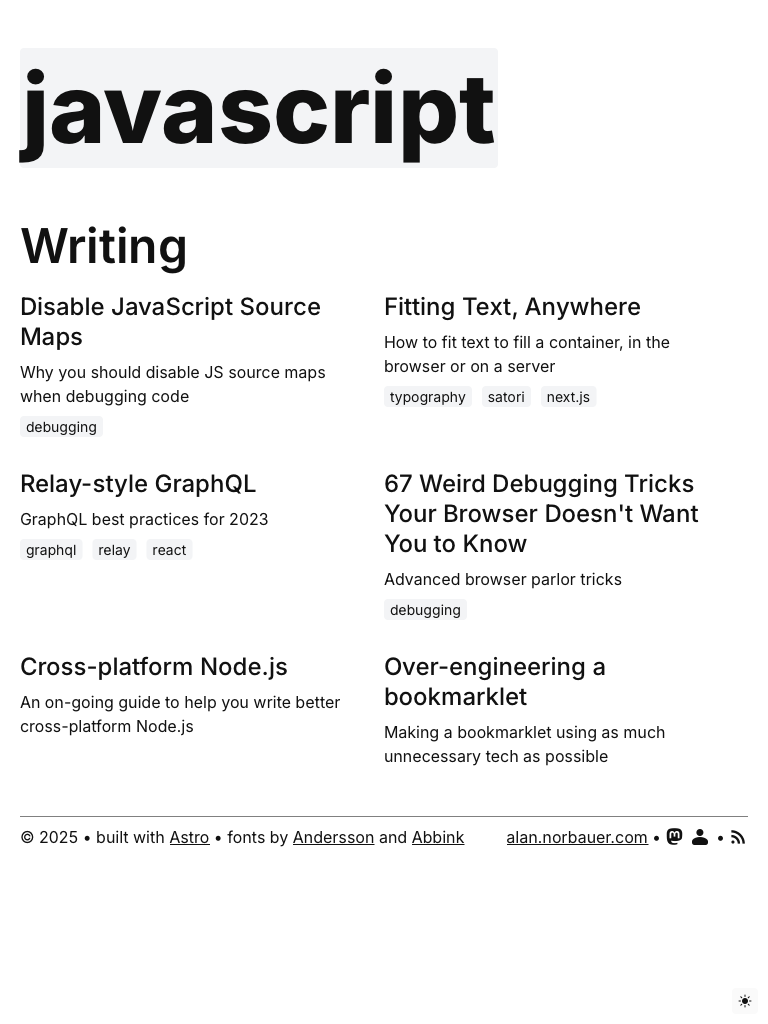 javascript
Writing
Disable JavaScript Source
Maps
Why you should disable JS source maps
when debugging code
debugging
Fitting Text, Anywhere
How to fit text to fill a container, in the
browser or on a server
typography satori next.js
Relay-style GraphQL
GraphQL best practices for 2023
graphql relay react
67 Weird Debugging Tricks
Your Browser Doesn't Want
You to Know
Advanced browser parlor tricks
debugging
Cross-platform Node.js
An on-going guide to help you write better
cross-platform Node.js
Over-engineering a
bookmarklet
Making a bookmarklet using as much
unnecessary tech as possible
© 2025 • built with Astro • fonts by Andersson and Abbink
alan.norbauer.com • •